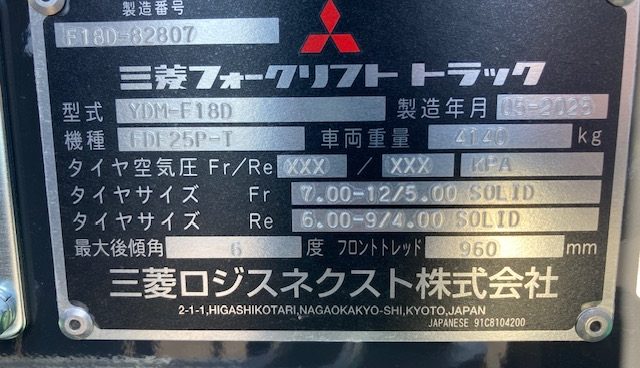 製造番号
F18D-82807
三菱フォークリフト トラック
型式 YDM-F18D 製造年月 05-2023
機種 FDF25P-T 車両重量 4140 kg
タイヤ空気圧 Fr/Re XXX / XXX MPA
タイヤサイズ Fr 7.00-12/5.00 SOLID
タイヤサイズ Re 6.00-9/4.00 SOLID
最大後傾角 6 度 フロントトレッド 960 mm
三菱ロジスネクスト株式会社
2-1-1,HIGASHIKOTARI,NAGAOKAKYO-SHI,KYOTO,JAPAN
JAPANESE 91C8104200